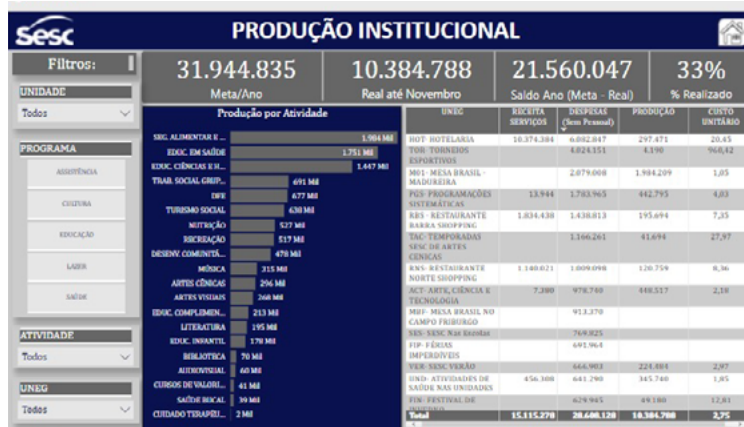 Sesc
PRODUÇÃO INSTITUCIONAL
Filtros:
UNIDADE
Todos
PROGRAMA
ASSISTÊNCIA
CULTURA
EDUCAÇÃO
LAZER
SAÚDE
ATIVIDADE
Todos
UNEG
Todos
31.944.835
Meta/Ano
10.384.788
Real até Novembro
21.560.047
Saldo Ano (Meta - Real)
33%
% Realizado
Produção por Atividade
SEG. ALIMENTAR E ... 1.984 Mil
EDUC. EM SAÚDE 1.751 Mil
EDUC. CIÊNCIAS E H... 1.447 Mil
TRAB. SOCIAL GRUP... 691 Mil
DFE 677 Mil
TURISMO SOCIAL 630 Mil
NUTRIÇÃO 527 Mil
RECREAÇÃO 517 Mil
DESENV. COMUNITÁ... 478 Mil
MÚSICA 315 Mil
ARTES CÊNICAS 296 Mil
ARTES VISUAIS 268 Mil
EDUC. COMPLEMEN... 213 Mil
LITERATURA 195 Mil
EDUC. INFANTIL 178 Mil
BIBLIOTECA 70 Mil
AUDIOVISUAL 60 Mil
CURSOS DE VALORI... 41 Mil
SAÚDE BUCAL 39 Mil
CUIDADO TERAPÊU... 2 Mil
UNEG RECEITA SERVIÇOS DESPESAS (Sem Pessoal) PRODUÇÃO CUSTO UNITÁRIO
HOT- HOTELARIA 10.374.384 6.082.847 297.471 20,45
TOR- TORNEIOS ESPORTIVOS 4.024.151 4.190 960,42
M01- MESA BRASIL - MADUREIRA 2.079.008 1.984.209 1,05
PGS- PROGRAMAÇÕES SISTEMÁTICAS 13.944 1.783.965 442.795 4,03
RBS - RESTAURANTE BARRA SHOPPING 1.834.438 1.438.813 195.694 7,35
TAC- TEMPORADAS SESC DE ARTES CENICAS 1.166.261 41.694 27,97
RNS- RESTAURANTE NORTE SHOPPING 1.140.021 1.009.098 120.759 8,36
ACT- ARTE, CIÊNCIA E TECNOLOGIA 7.380 978.740 448.517 2,18
MBF- MESA BRASIL NO CAMPO FRIBURGO 913.370
SES- SESC Nas Escolas 769.825
FIP- FÉRIAS IMPERDÍVEIS 691.964
VER- SESC VERÃO 666.903 224.484 2,97
UND- ATIVIDADES DE SAÚDE NAS UNIDADES 456.308 641.290 345.740 1,85
FIN- FESTIVAL DE 629.945 49.180 12,81
Total 15.115.278 28.608.128 10.384.788 2,75